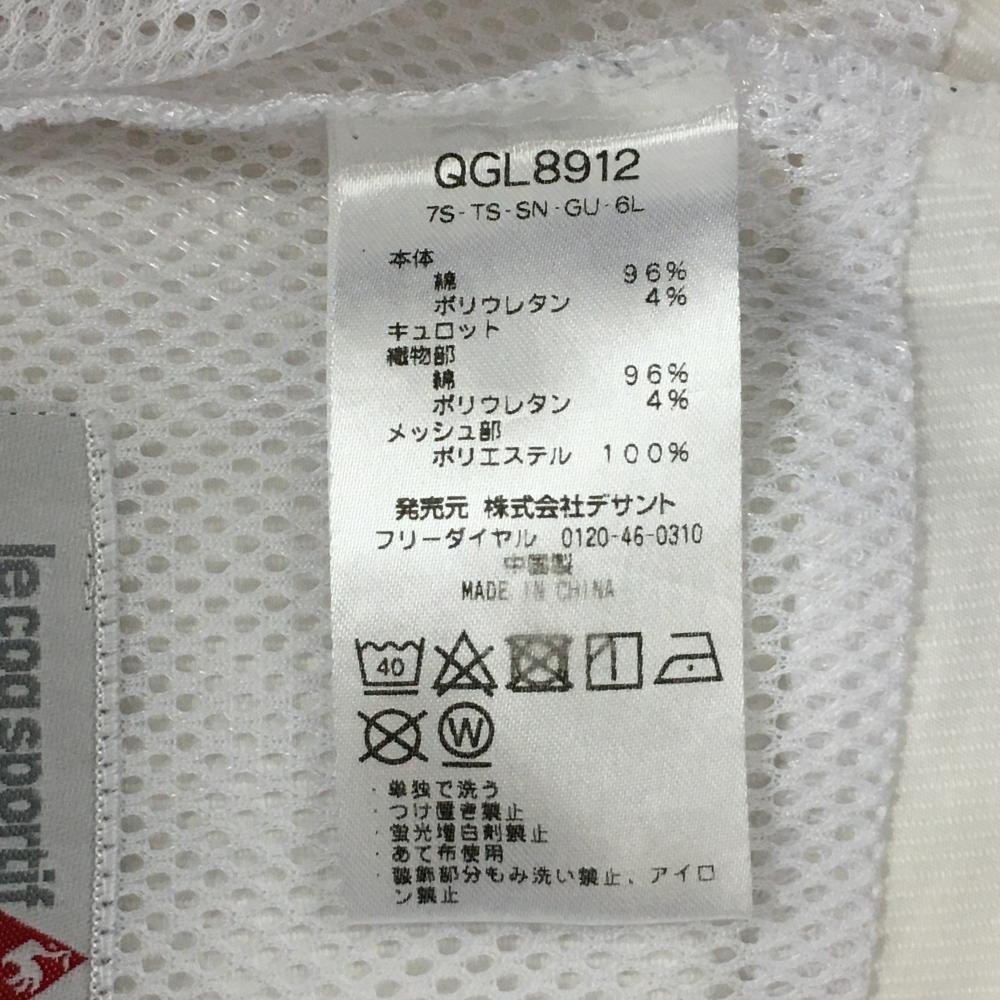 QGL8912
7S-TS-SN-GU-6L
本体
綿 96%
ポリウレタン 4%
キュロット
織物部
綿 96%
ポリウレタン 4%
メッシュ部
ポリエステル 100%
発売元 株式会社デサント
フリーダイヤル 0120-46-0310
中国製
MADE IN CHINA
40
W
・単独で洗う
・つけ置き禁止
・蛍光増白剤禁止
・あて布使用
・装飾部分もみ洗い禁止、アイロ
ン禁止
lecoqsportif